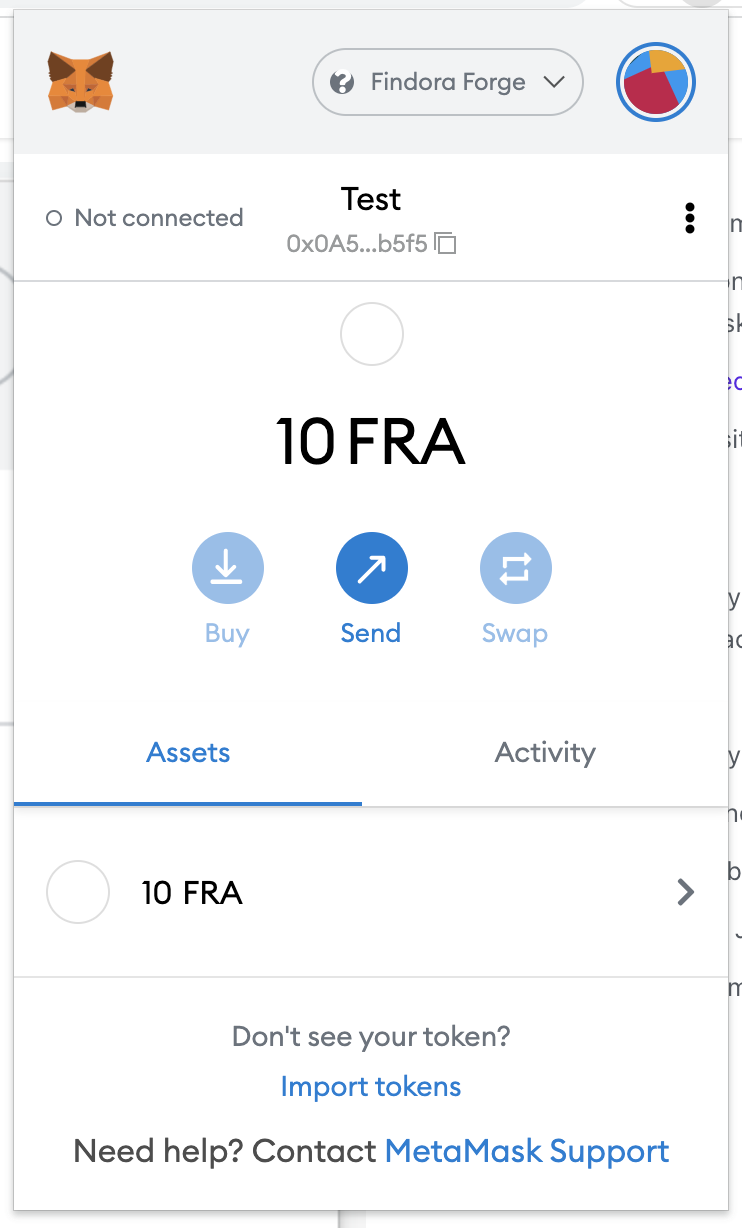 Findora Forge
Not connected
Test
0x0A5...b5f5
10 FRA
Buy
Send
Swap
Assets
Activity
10 FRA
Don't see your token?
Import tokens
Need help? Contact MetaMask Support